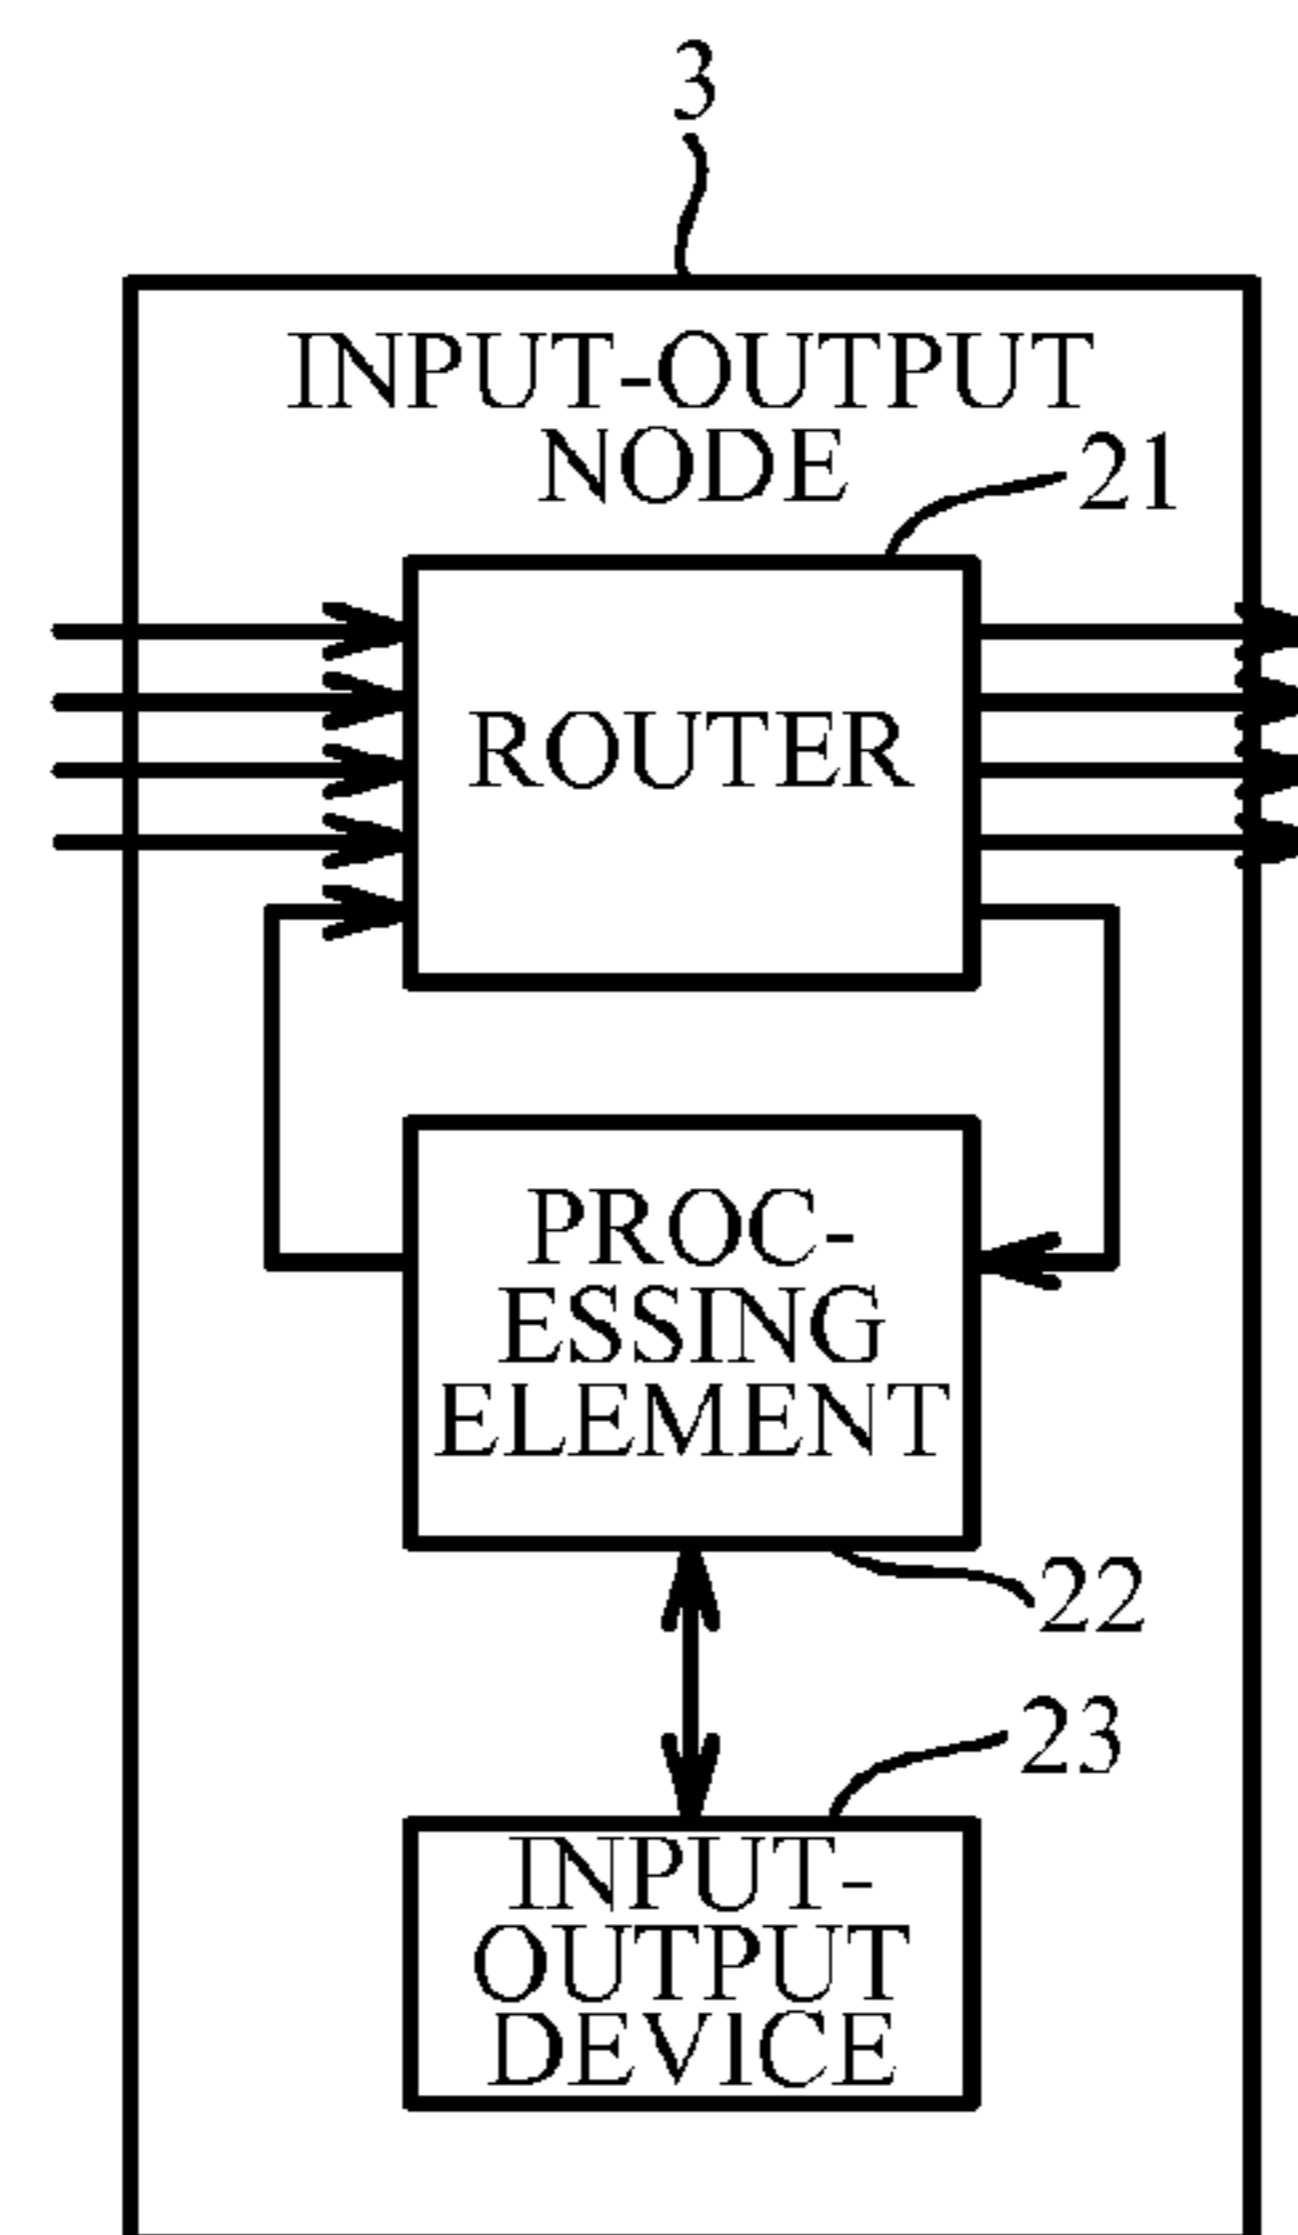 3
INPUT-OUTPUT
NODE
21
ROUTER
PROC-
ESSING
ELEMENT
22
23
INPUT-
OUTPUT
DEVICE